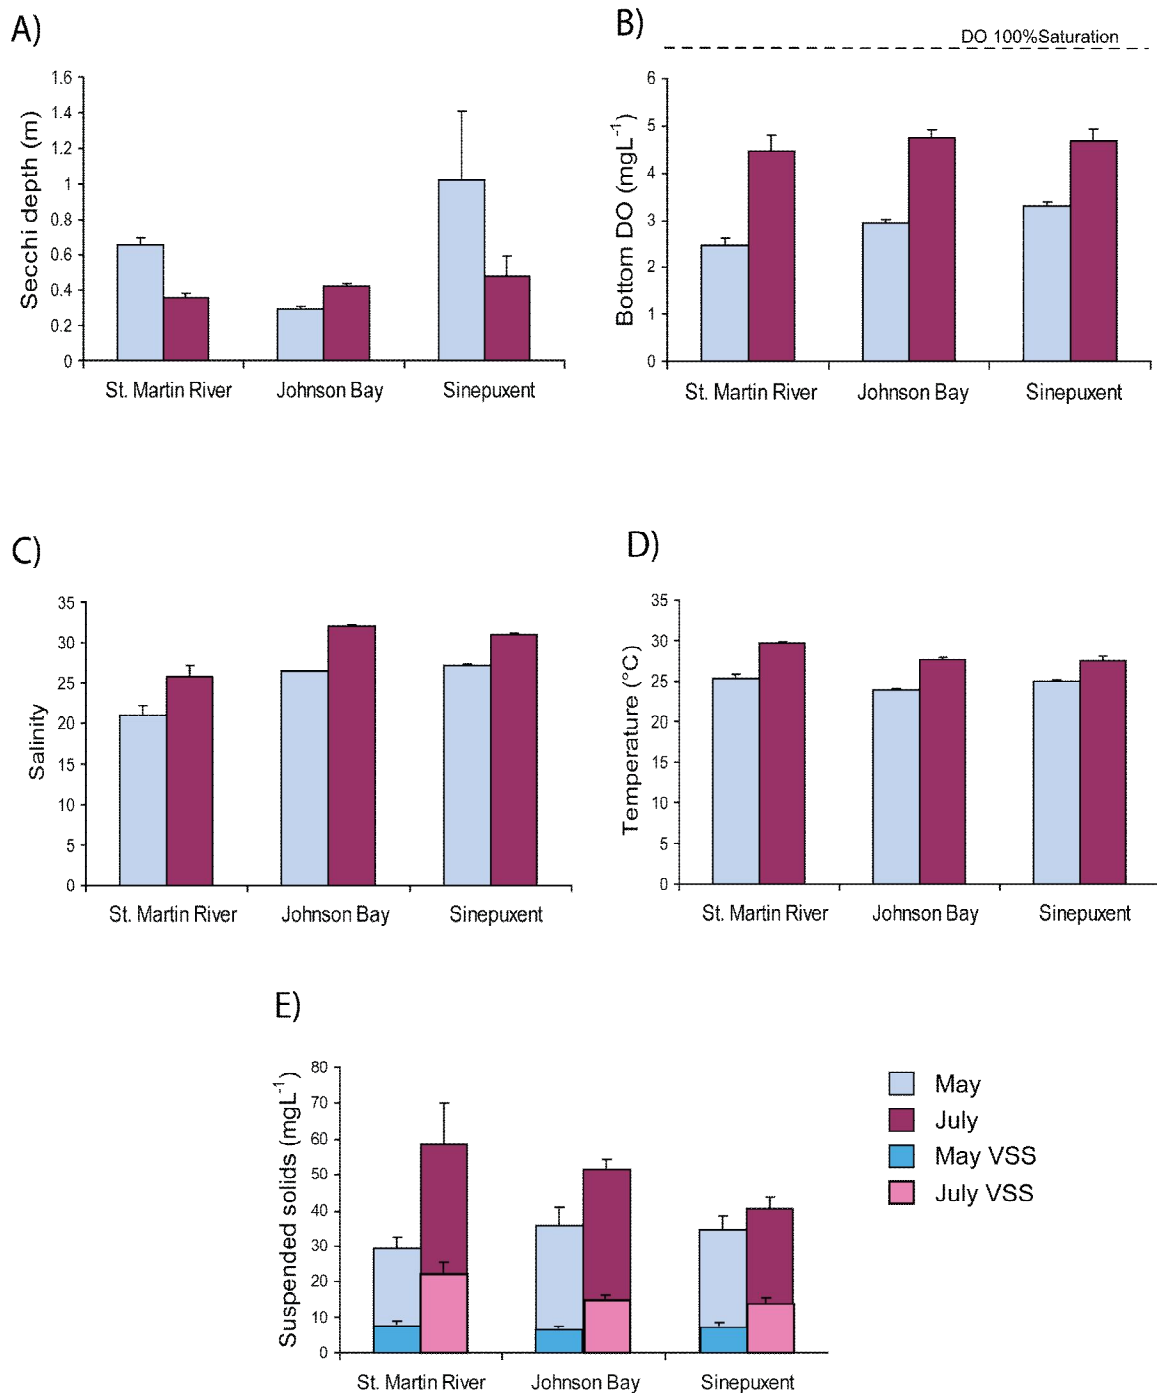 A)
Secchi depth (m)
1.6
1.4
1.2
1
0.8
0.6
0.4
0.2
0
St. Martin River
Johnson Bay
Sinepuxent
B)
DO 100%Saturation
Bottom DO (mgL⁻¹)
6
5
4
3
2
1
0
St. Martin River
Johnson Bay
Sinepuxent
C)
Salinity
35
30
25
20
15
10
5
0
St. Martin River
Johnson Bay
Sinepuxent
D)
Temperature (°C)
35
30
25
20
15
10
5
0
St. Martin River
Johnson Bay
Sinepuxent
E)
Suspended solids (mgL⁻¹)
80
70
60
50
40
30
20
10
0
St. Martin River
Johnson Bay
Sinepuxent
May
July
May VSS
July VSS